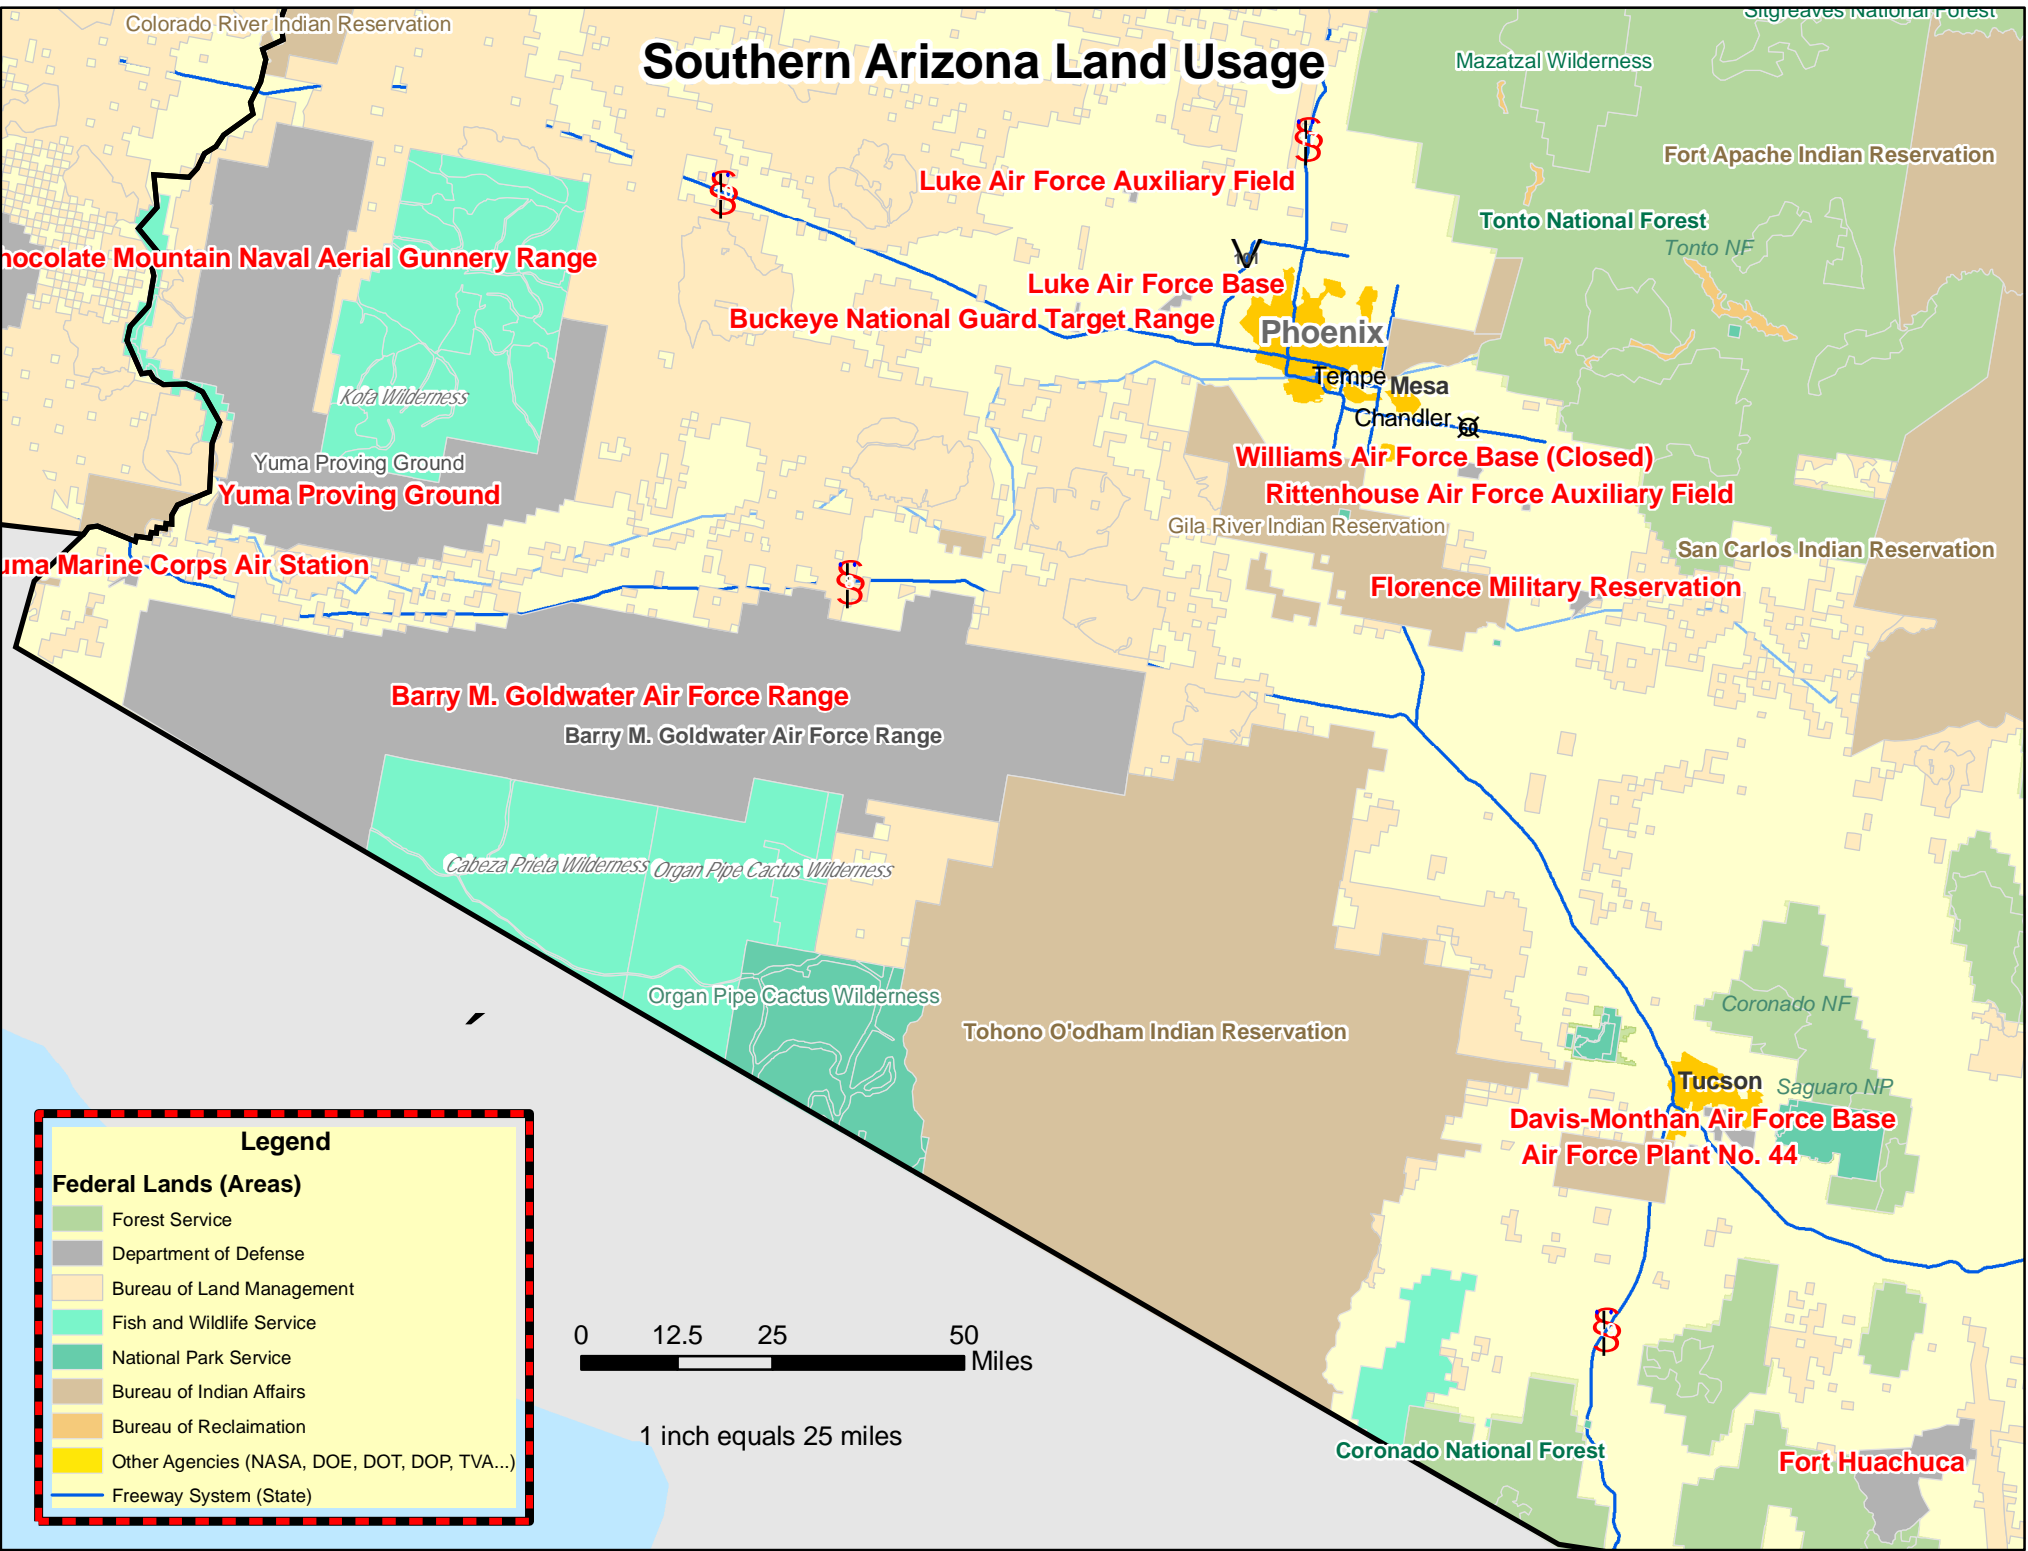 Colorado River Indian Reservation
Sitgreaves National Forest
Southern Arizona Land Usage
Mazatzal Wilderness
Fort Apache Indian Reservation
Luke Air Force Auxiliary Field
Tonto National Forest
Tonto NF
hocolate Mountain Naval Aerial Gunnery Range
101
Luke Air Force Base
Buckeye National Guard Target Range
Phoenix
Tempe
Mesa
Kofa Wilderness
Chandler
60
Williams Air Force Base (Closed)
Yuma Proving Ground
Yuma Proving Ground
Rittenhouse Air Force Auxiliary Field
Gila River Indian Reservation
San Carlos Indian Reservation
uma Marine Corps Air Station
Florence Military Reservation
Barry M. Goldwater Air Force Range
Barry M. Goldwater Air Force Range
Cabeza Prieta Wilderness
Organ Pipe Cactus Wilderness
Organ Pipe Cactus Wilderness
Coronado NF
Tohono O'odham Indian Reservation
Tucson
Saguaro NP
Davis-Monthan Air Force Base
Air Force Plant No. 44
Legend
Federal Lands (Areas)
Forest Service
Department of Defense
Bureau of Land Management
Fish and Wildlife Service
National Park Service
Bureau of Indian Affairs
Bureau of Reclaimation
Other Agencies (NASA, DOE, DOT, DOP, TVA...)
Freeway System (State)
0 12.5 25 50
Miles
1 inch equals 25 miles
Coronado National Forest
Fort Huachuca